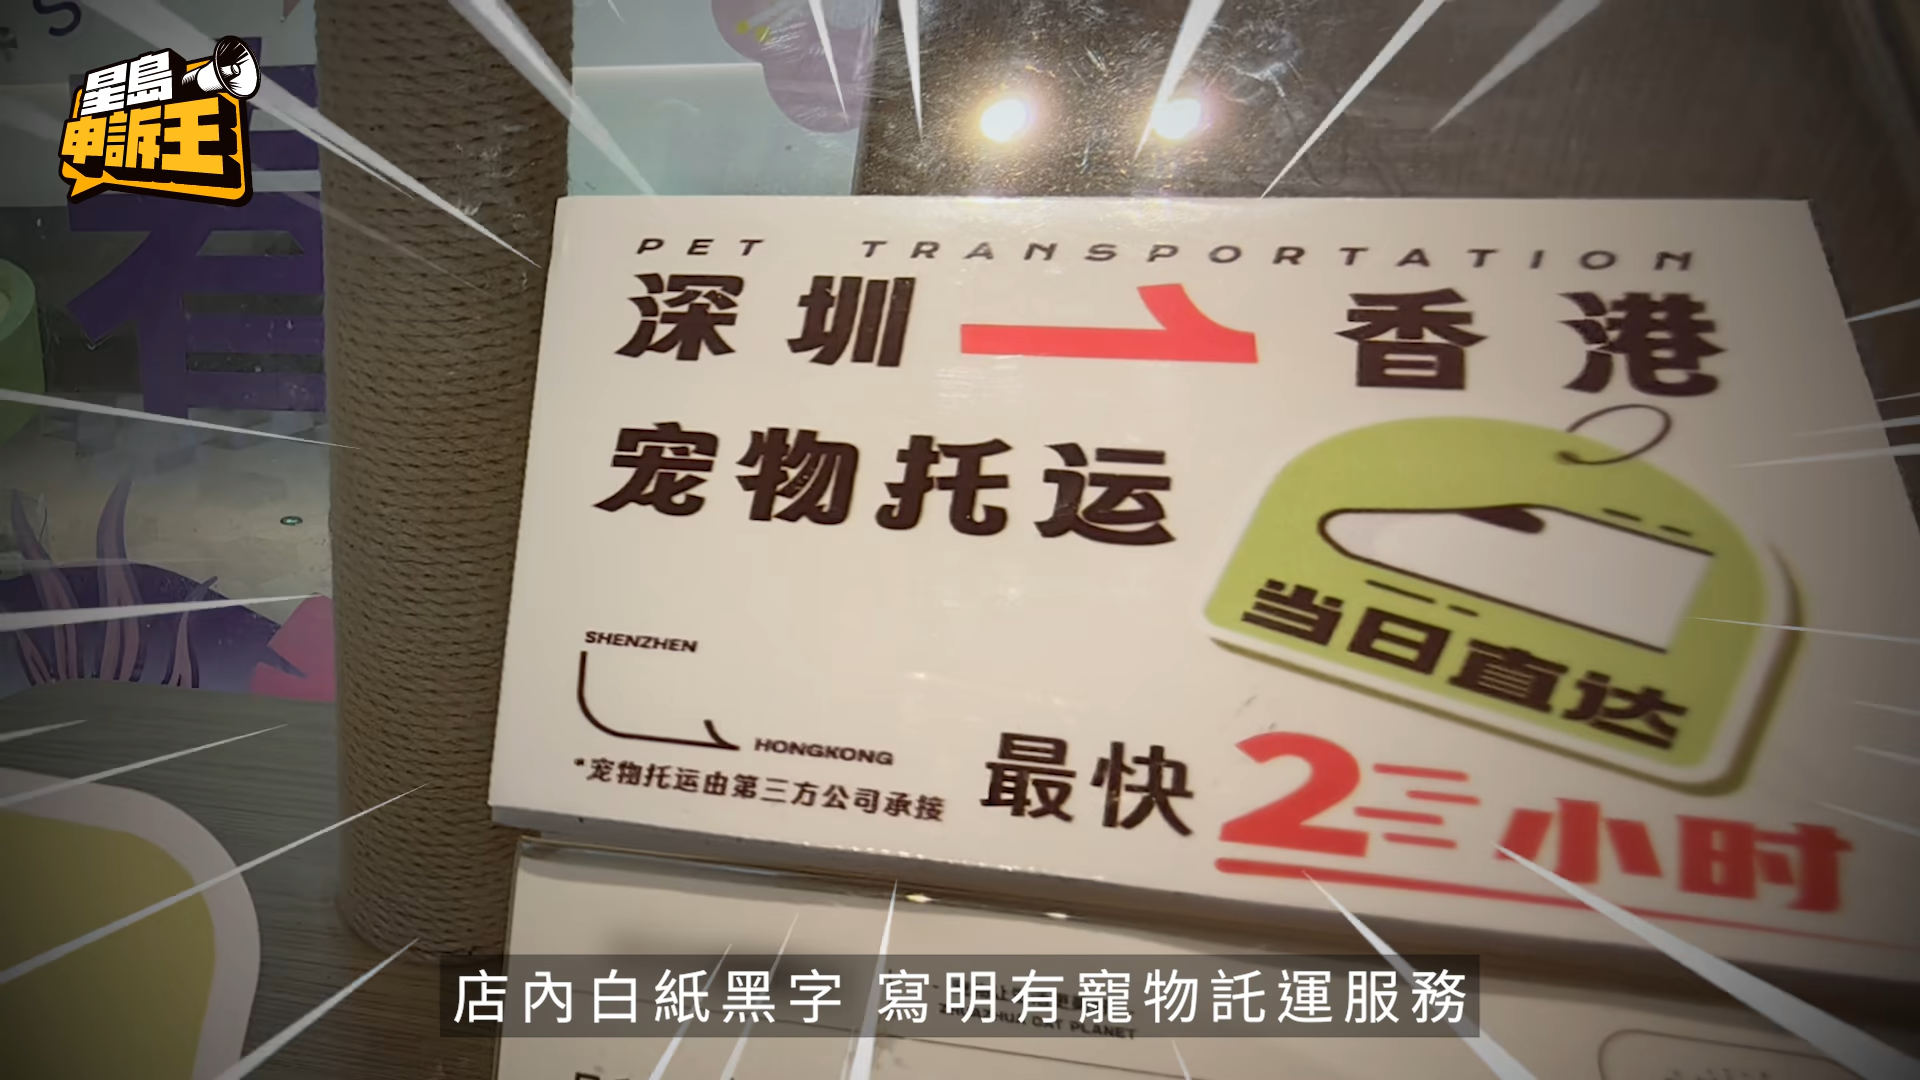 星島
申訴王
PET TRANSPORTATION
深圳 香港
宠物托运
当日直达
SHENZHEN
HONGKONG
*宠物托运由第三方公司承接
最快2小时
店內白紙黑字 寫明有寵物託運服務